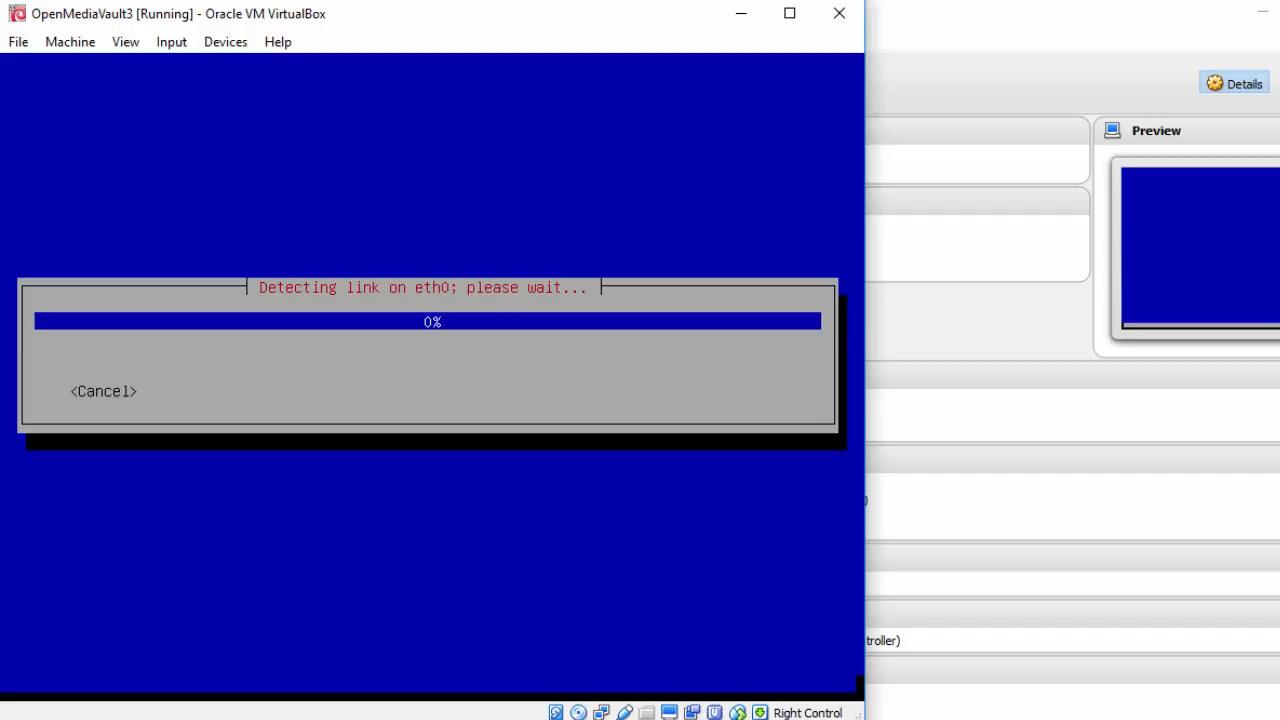 OpenMediaVault3 [Running] - Oracle VM VirtualBox
File Machine View Input Devices Help
Details
Preview
Detecting link on eth0; please wait...
0%
<Cancel>
troller)
Right Control